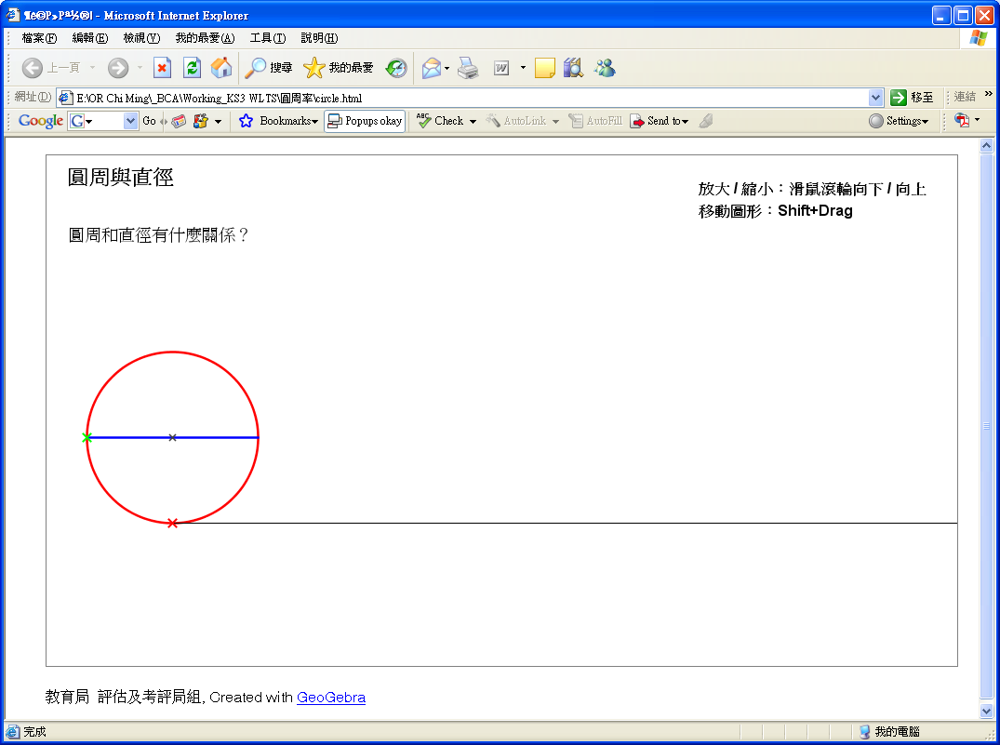 ¶ê©P»Pª½®| - Microsoft Internet Explorer
檔案(F) 編輯(E) 檢視(V) 我的最愛(A) 工具(T) 說明(H)
上一頁 搜尋 我的最愛
網址(D) E:\OR Chi Ming\_BCA\Working_KS3 WLTS\圓周率\circle.html 移至 連結 »
Google G Go Bookmarks Popups okay ABC Check AutoLink AutoFill Send to Settings
圓周與直徑
放大 / 縮小：滑鼠滾輪向下 / 向上
移動圖形：Shift+Drag
圓周和直徑有什麼關係？
教育局 評估及考評局組, Created with GeoGebra
完成 我的電腦